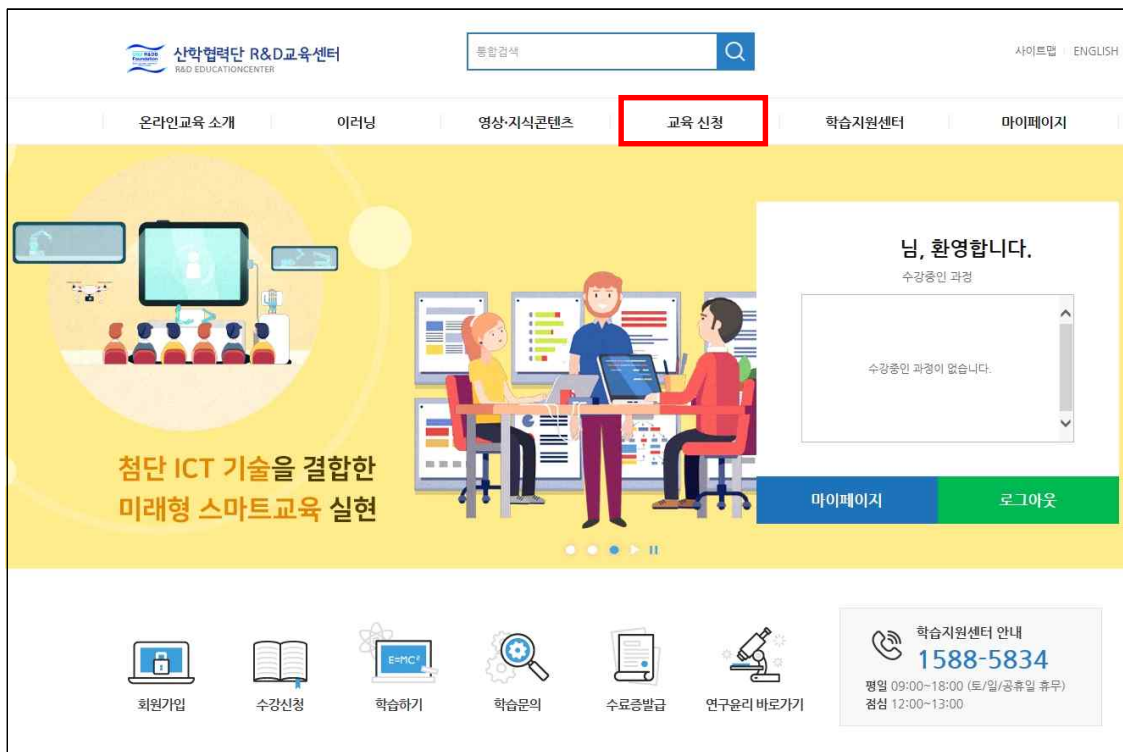 산학협력단 R&D교육센터
R&D EDUCATIONCENTER
통합검색
사이트맵 ENGLISH
온라인교육 소개 이러닝 영상·지식콘텐츠 교육 신청 학습지원센터 마이페이지
님, 환영합니다.
수강중인 과정
수강중인 과정이 없습니다.
첨단 ICT 기술을 결합한
미래형 스마트교육 실현
마이페이지 로그아웃
E=MC²
회원가입 수강신청 학습하기 학습문의 수료증발급 연구윤리 바로가기
학습지원센터 안내
1588-5834
평일 09:00~18:00 (토/일/공휴일 휴무)
점심 12:00~13:00